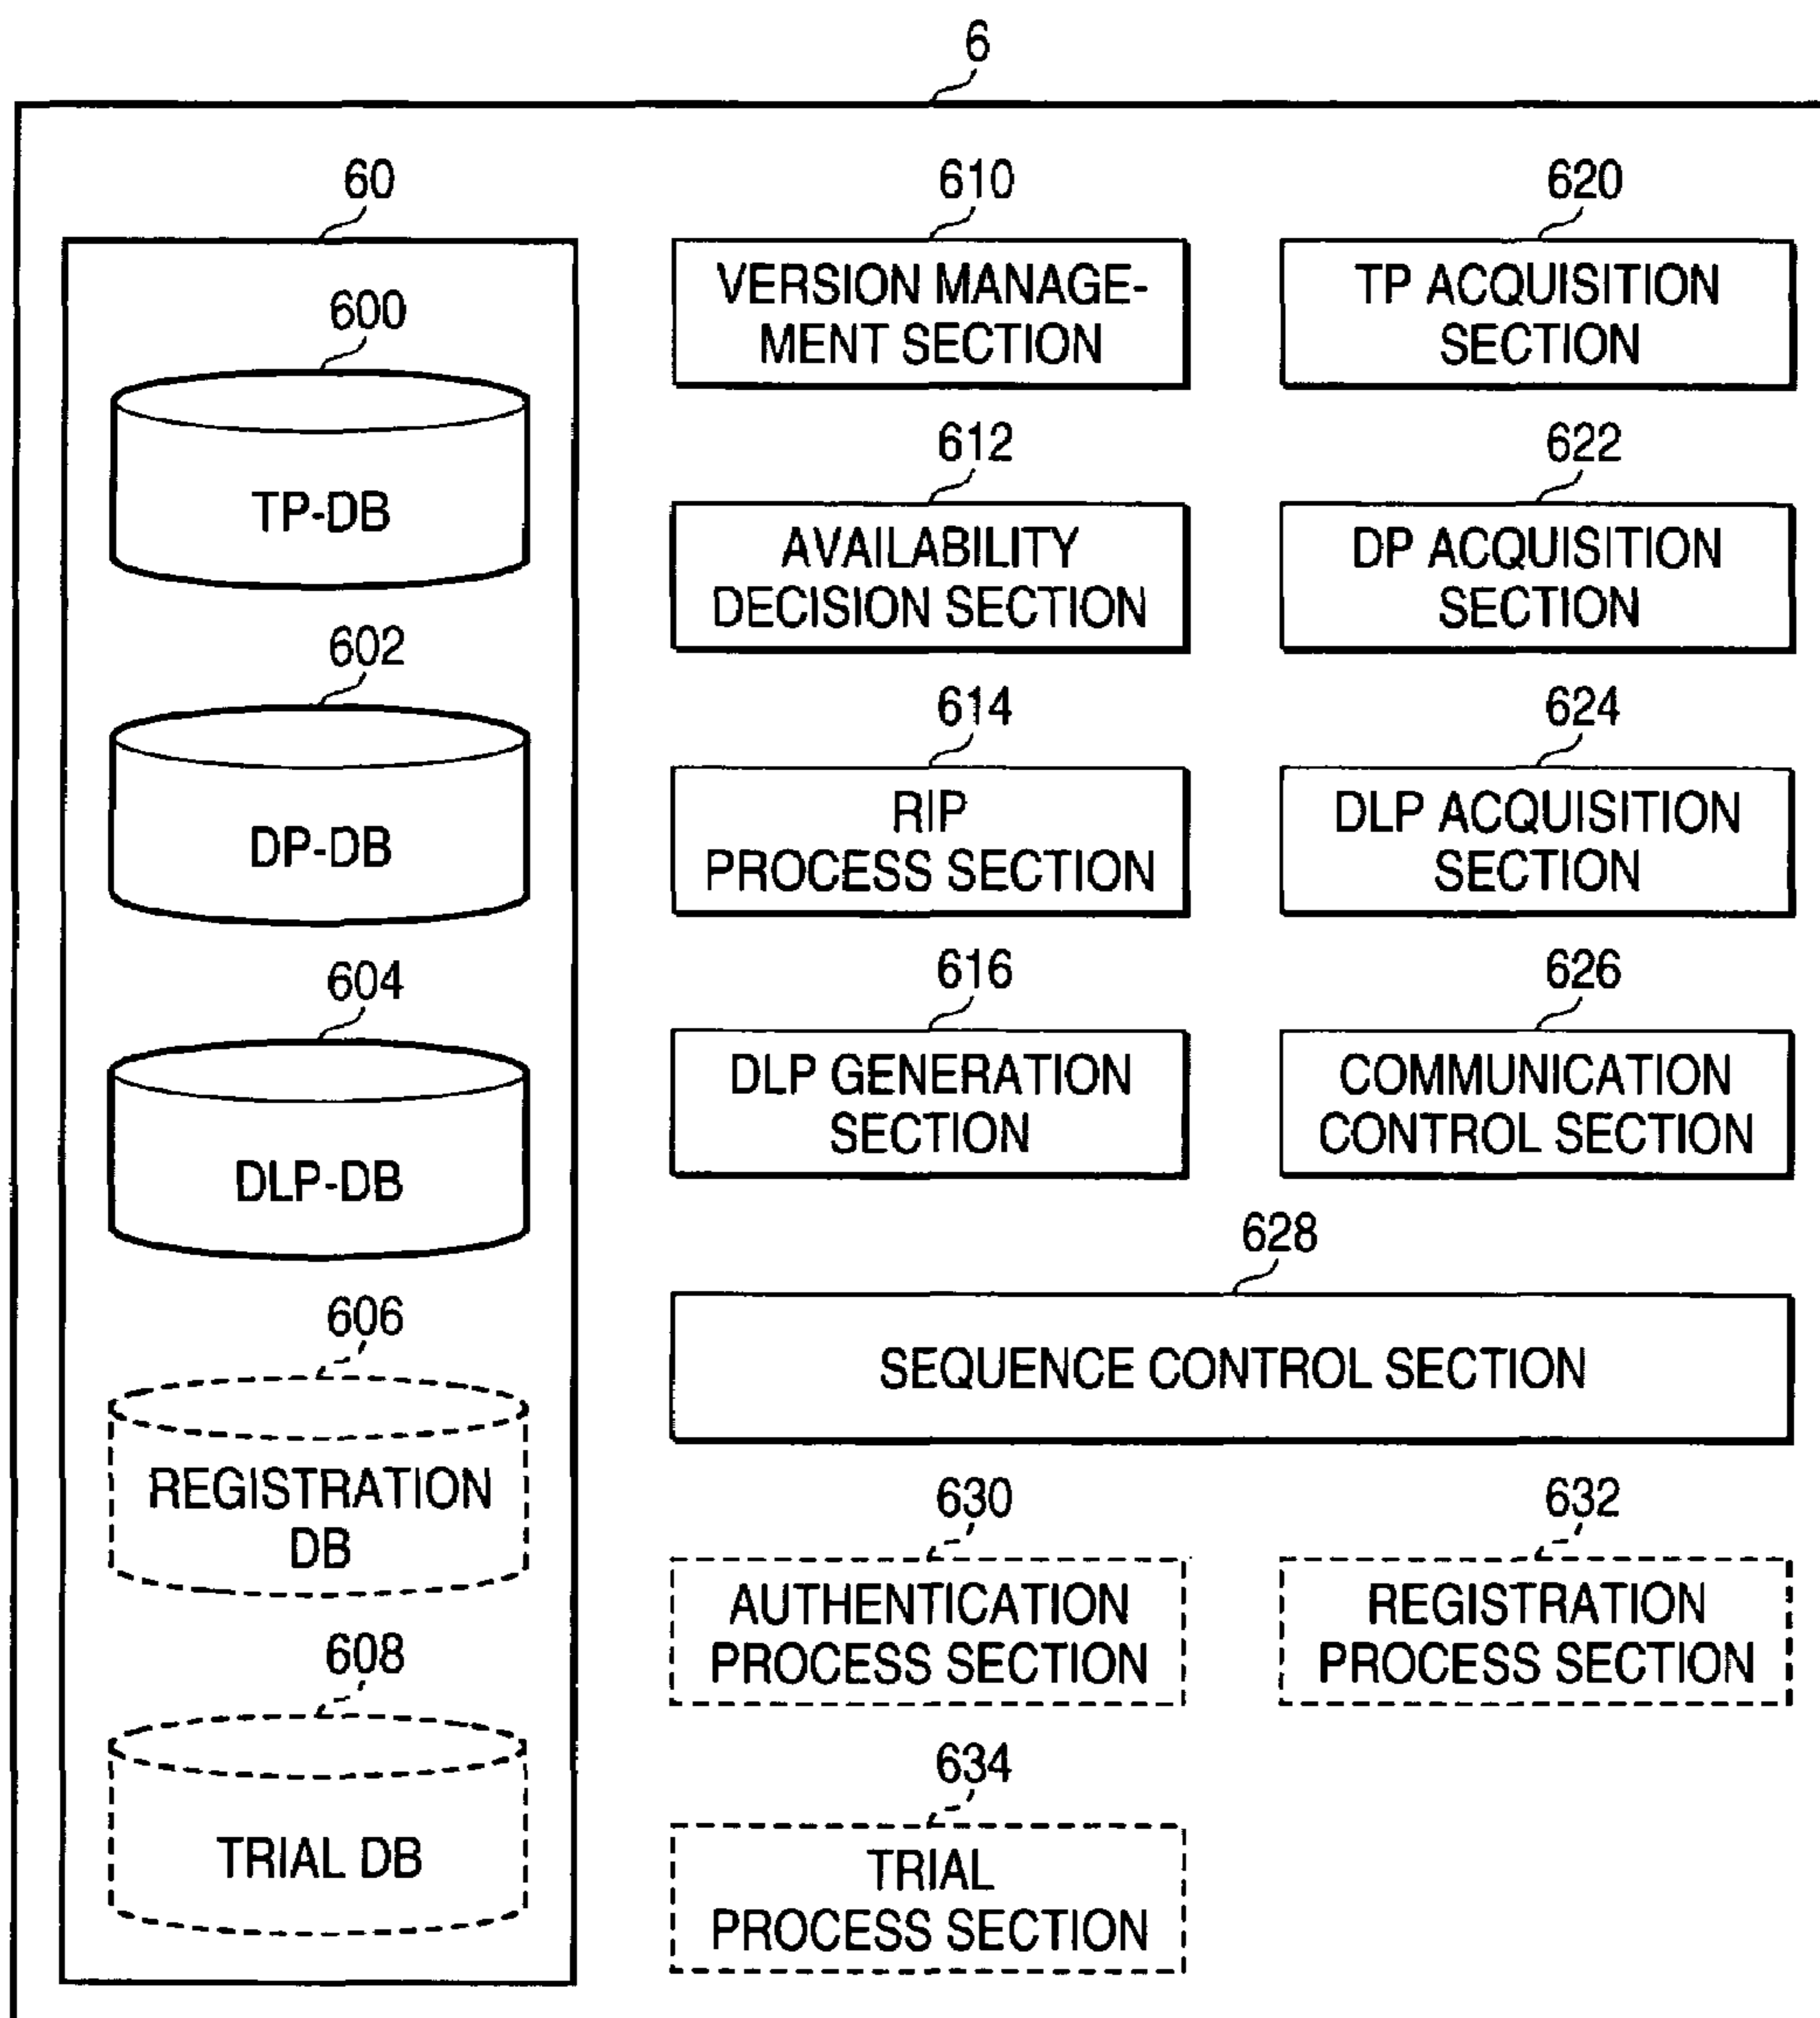 6
60
600
TP-DB
602
DP-DB
604
DLP-DB
606
REGISTRATION
DB
608
TRIAL DB
610
VERSION MANAGE-
MENT SECTION
620
TP ACQUISITION
SECTION
612
AVAILABILITY
DECISION SECTION
622
DP ACQUISITION
SECTION
614
RIP
PROCESS SECTION
624
DLP ACQUISITION
SECTION
616
DLP GENERATION
SECTION
626
COMMUNICATION
CONTROL SECTION
628
SEQUENCE CONTROL SECTION
630
AUTHENTICATION
PROCESS SECTION
632
REGISTRATION
PROCESS SECTION
634
TRIAL
PROCESS SECTION